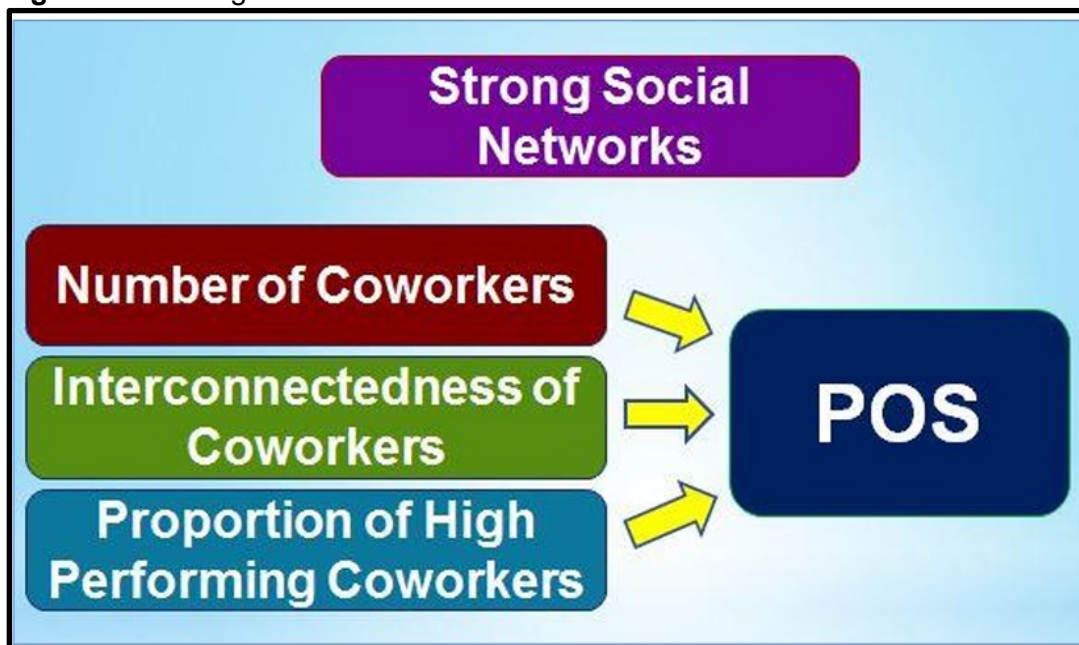 Strong Social
Networks
Number of Coworkers
Interconnectedness of
Coworkers
Proportion of High
Performing Coworkers
POS